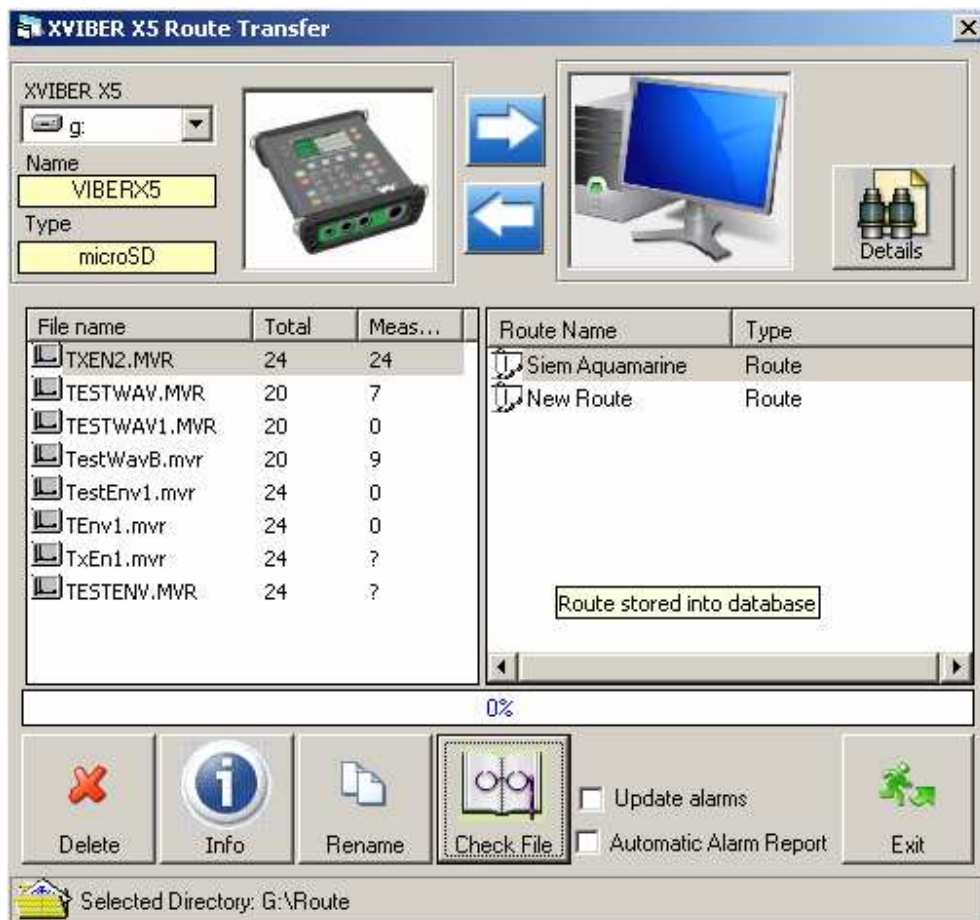 XVIBER X5 Route Transfer
XVIBER X5
g:
Name
VIBERX5
Type
microSD
Details
File name Total Meas...
TXEN2.MVR 24 24
TESTWAV.MVR 20 7
TESTWAV1.MVR 20 0
TestWavB.mvr 20 9
TestEnv1.mvr 24 0
TEnv1.mvr 24 0
TxEn1.mvr 24 ?
TESTENV.MVR 24 ?
Route Name Type
Siem Aquamarine Route
New Route Route
Route stored into database
0%
Delete
Info
Rename
Check File
Update alarms
Automatic Alarm Report
Exit
Selected Directory: G:\Route